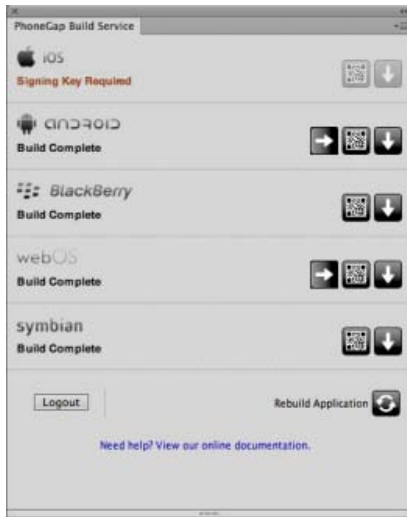 PhoneGap Build Service
iOS
Signing Key Required
android
Build Complete
BlackBerry
Build Complete
webOS
Build Complete
symbian
Build Complete
Logout
Rebuild Application
Need help? View our online documentation.